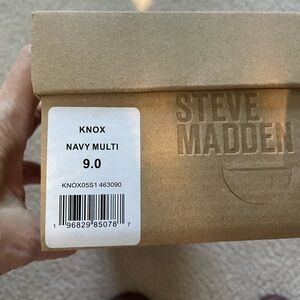 STEVE
MADDEN
KNOX
NAVY MULTI
9.0
KNOX05S1 463090
1 96829 85078 7